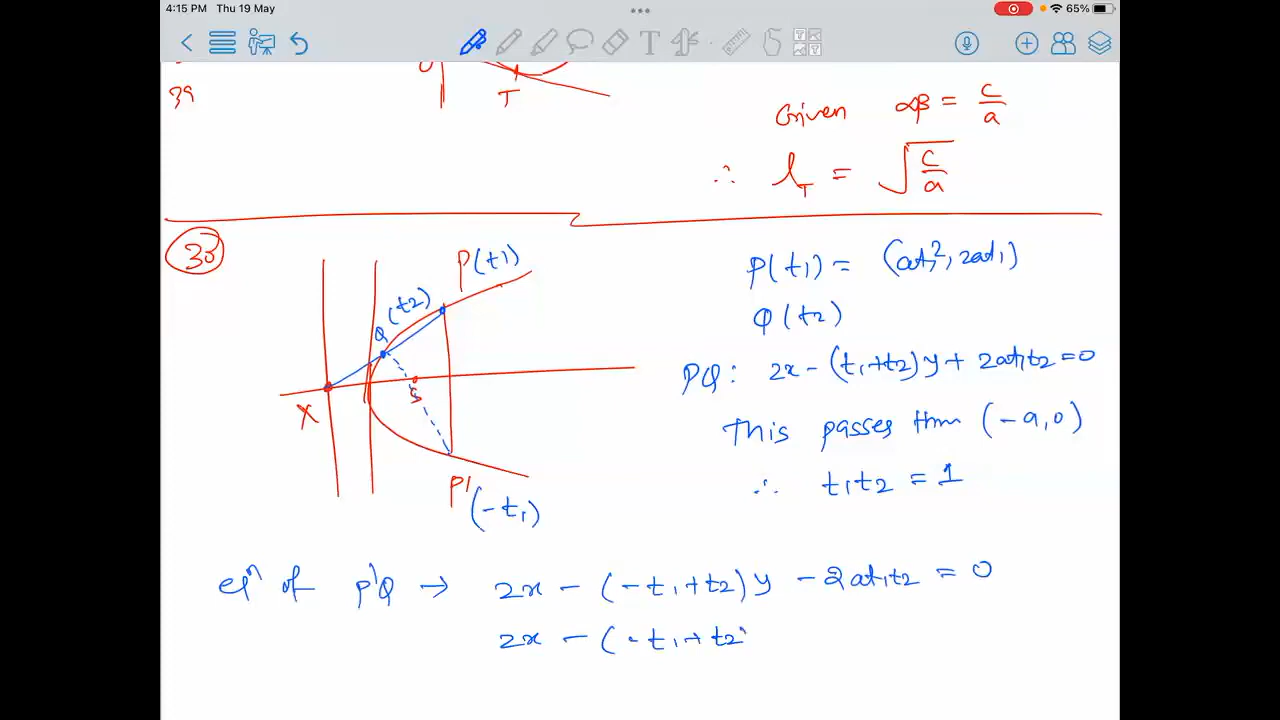 4:15 PM Thu 19 May
65%
T
39
O
T
Given αβ = c/a
∴ l_T = √(c/a)
30
P(t1)
Q(t2)
X
S
P'
(-t₁)
P(t₁) = (at₁², 2at₁)
Q(t₂)
PQ: 2x - (t₁+t₂)y + 2at₁t₂ = 0
This passes thru (-a,0)
∴ t₁t₂ = 1
eqⁿ of P'Q → 2x - (-t₁+t₂)y - 2at₁t₂ = 0
2x - (-t₁+t₂)